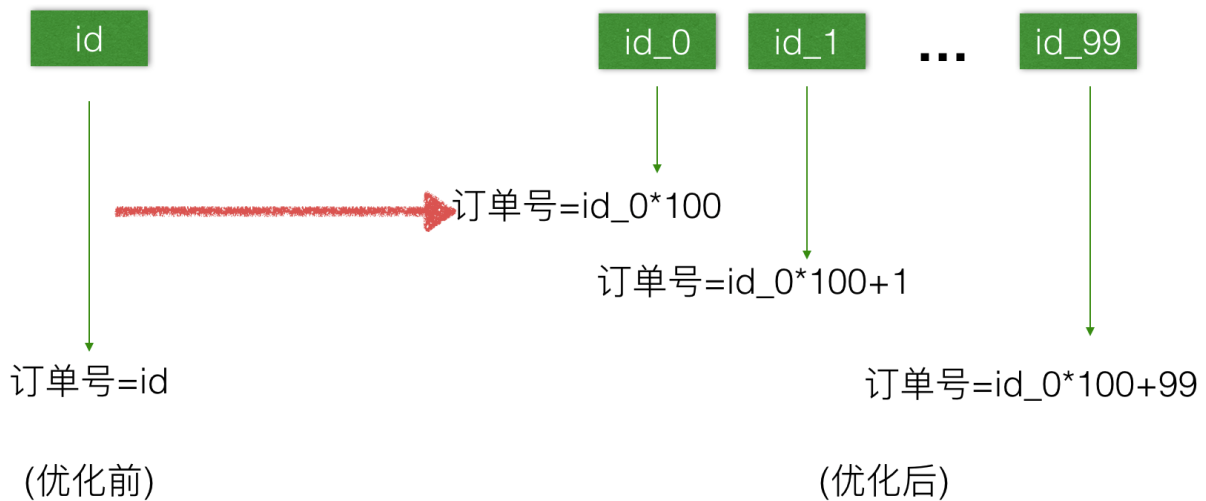 id
id_0
id_1
...
id_99
订单号=id_0*100
订单号=id_0*100+1
订单号=id
订单号=id_0*100+99
(优化前)
(优化后)